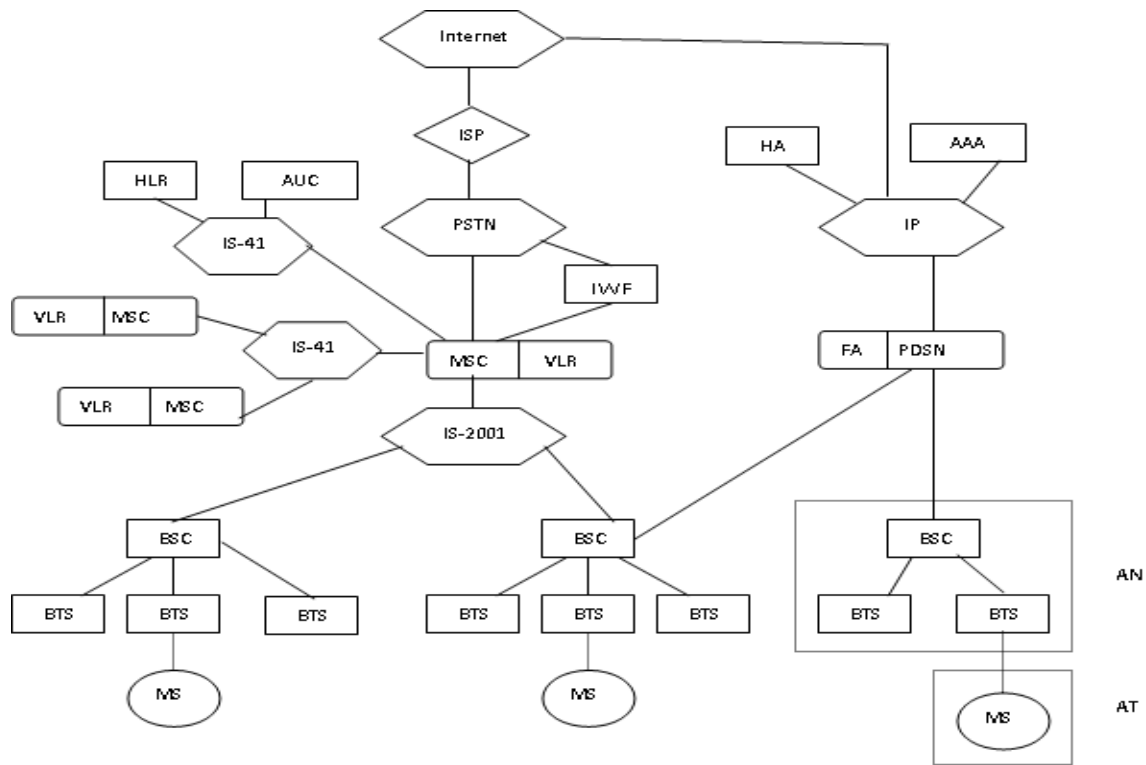 Internet
ISP
HA
AAA
HLR
AUC
PSTN
IS-41
IP
IWF
VLR MSC
IS-41
MSC VLR
FA PDSN
VLR MSC
IS-2001
BSC
BSC
BSC
AN
BTS
BTS
BTS
BTS
BTS
BTS
BTS
BTS
MS
MS
MS
AT